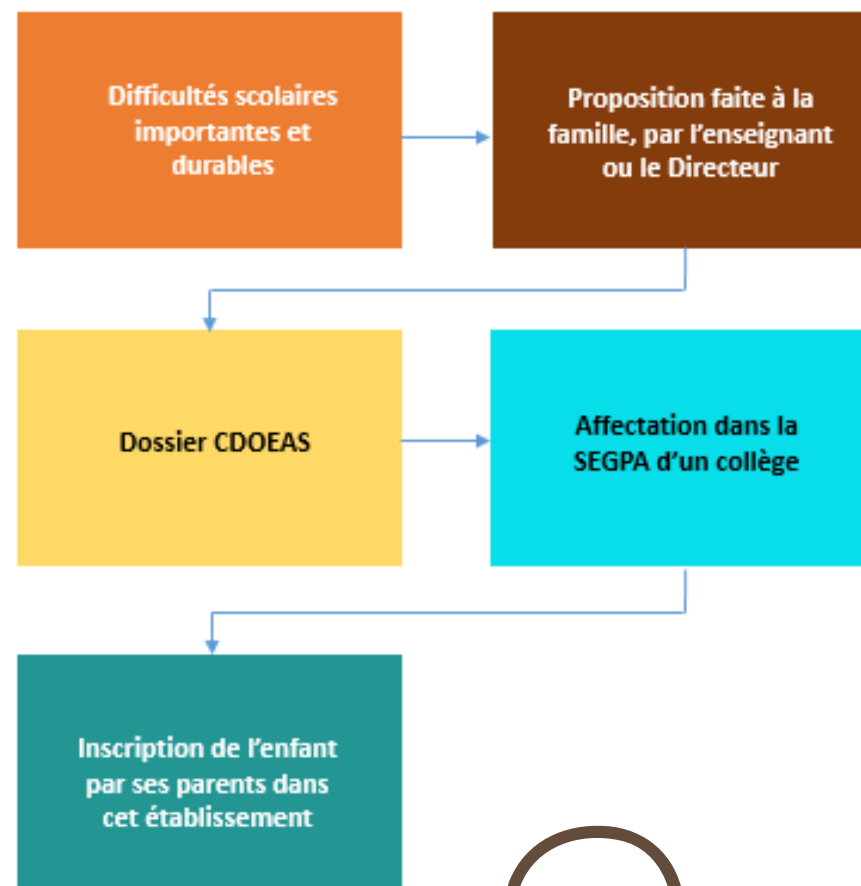 Difficultés scolaires
importantes et
durables
Proposition faite à la
famille, par l'enseignant
ou le Directeur
Dossier CDOEAS
Affectation dans la
SEGPA d'un collège
Inscription de l'enfant
par ses parents dans
cet établissement